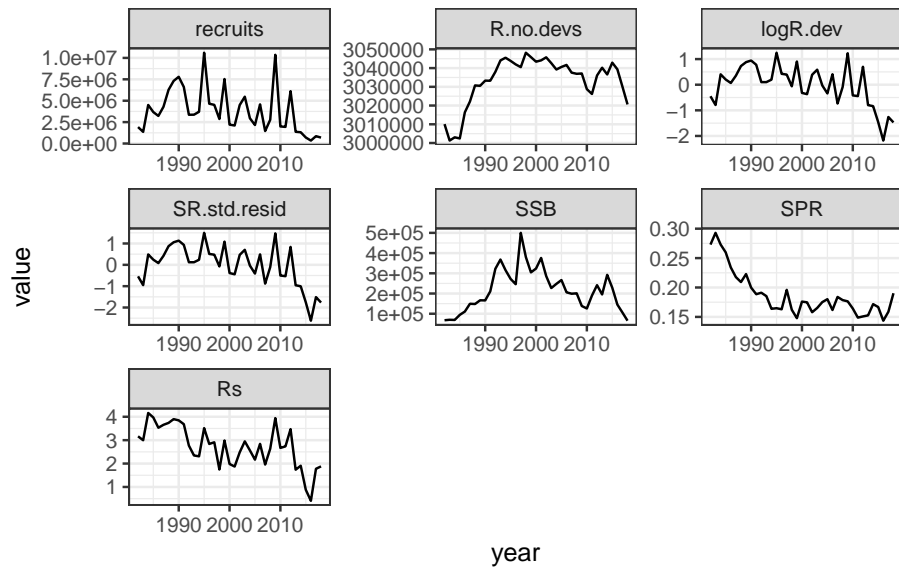 recruits
R.no.devs
logR.dev
1.0e+07
7.5e+06
5.0e+06
2.5e+06
0.0e+00
1990 2000 2010
3050000
3040000
3030000
3020000
3010000
3000000
1990 2000 2010
1
0
−1
−2
1990 2000 2010
SR.std.resid
SSB
SPR
1
0
−1
−2
1990 2000 2010
5e+05
4e+05
3e+05
2e+05
1e+05
1990 2000 2010
0.30
0.25
0.20
0.15
1990 2000 2010
Rs
4
3
2
1
1990 2000 2010
value
year